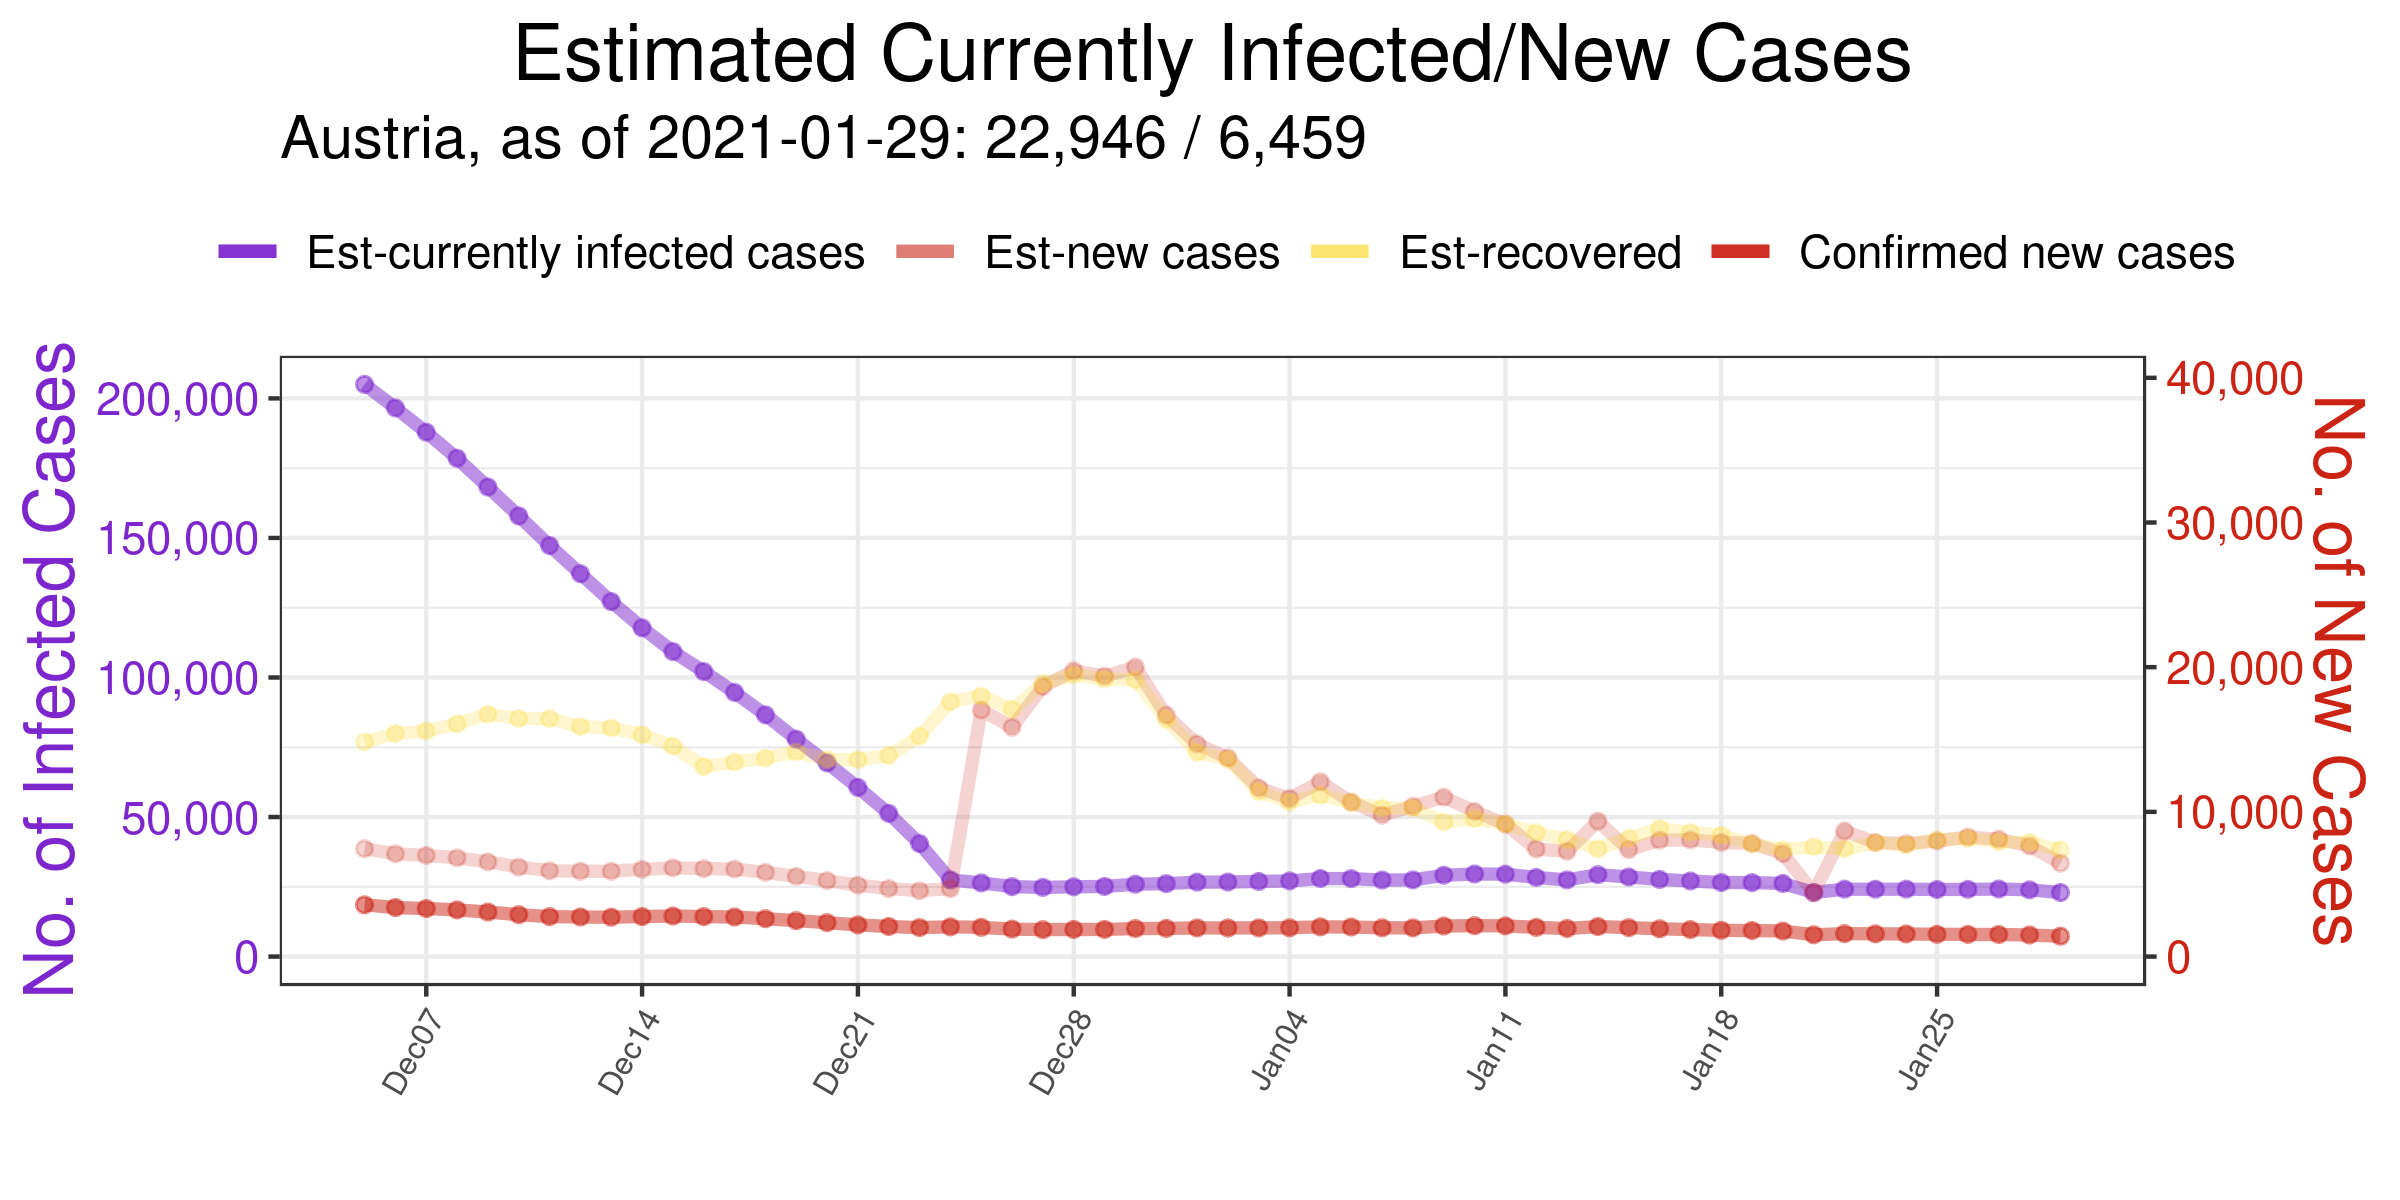 Estimated Currently Infected/New Cases
Austria, as of 2021-01-29: 22,946 / 6,459
Est-currently infected cases Est-new cases Est-recovered Confirmed new cases
No. of Infected Cases
200,000
150,000
100,000
50,000
0
40,000
30,000
20,000
10,000
0
No. of New Cases
Dec07 Dec14 Dec21 Dec28 Jan04 Jan11 Jan18 Jan25